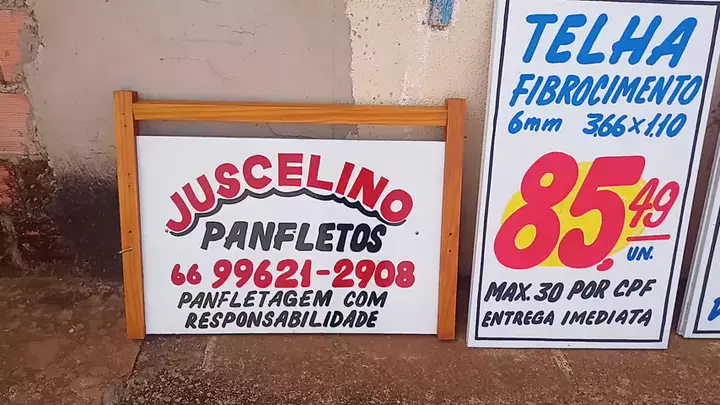 JUSCELINO
PANFLETOS
66 99621-2908
PANFLETAGEM COM
RESPONSABILIDADE
TELHA
FIBROCIMENTO
6mm 3.66x1.10
85,49
UN.
MAX. 30 POR CPF
ENTREGA IMEDIATA